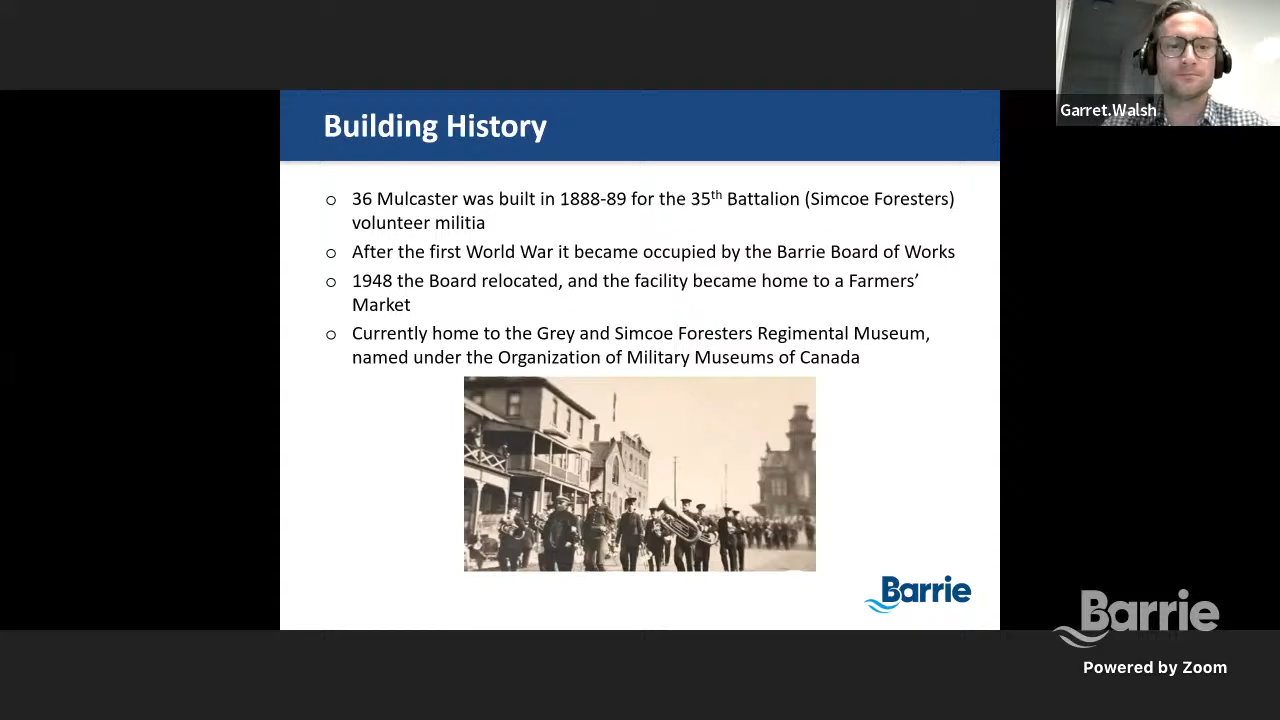 Garret.Walsh
Building History
o 36 Mulcaster was built in 1888-89 for the 35th Battalion (Simcoe Foresters)
volunteer militia
o After the first World War it became occupied by the Barrie Board of Works
o 1948 the Board relocated, and the facility became home to a Farmers’
Market
o Currently home to the Grey and Simcoe Foresters Regimental Museum,
named under the Organization of Military Museums of Canada
Barrie
Barrie
Powered by Zoom